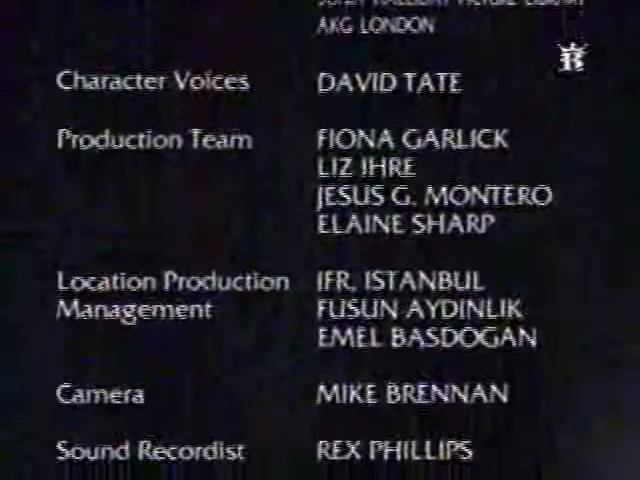 AKG LONDON
Character Voices DAVID TATE
Production Team FIONA GARLICK
LIZ IHRE
JESUS G. MONTERO
ELAINE SHARP
Location Production IFR, ISTANBUL
Management FUSUN AYDINLIK
EMEL BASDOGAN
Camera MIKE BRENNAN
Sound Recordist REX PHILLIPS